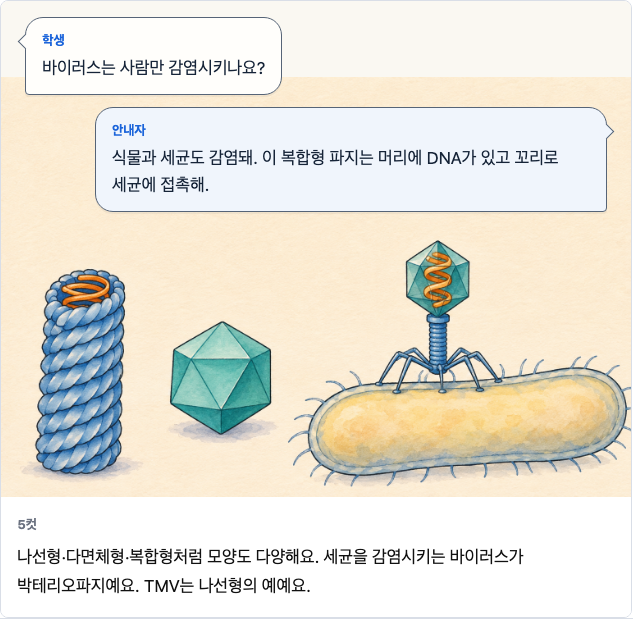 학생
바이러스는 사람만 감염시키나요?
안내자
식물과 세균도 감염돼. 이 복합형 파지는 머리에 DNA가 있고 꼬리로
세균에 접촉해.
5컷
나선형·다면체형·복합형처럼 모양도 다양해요. 세균을 감염시키는 바이러스가
박테리오파지예요. TMV는 나선형의 예예요.